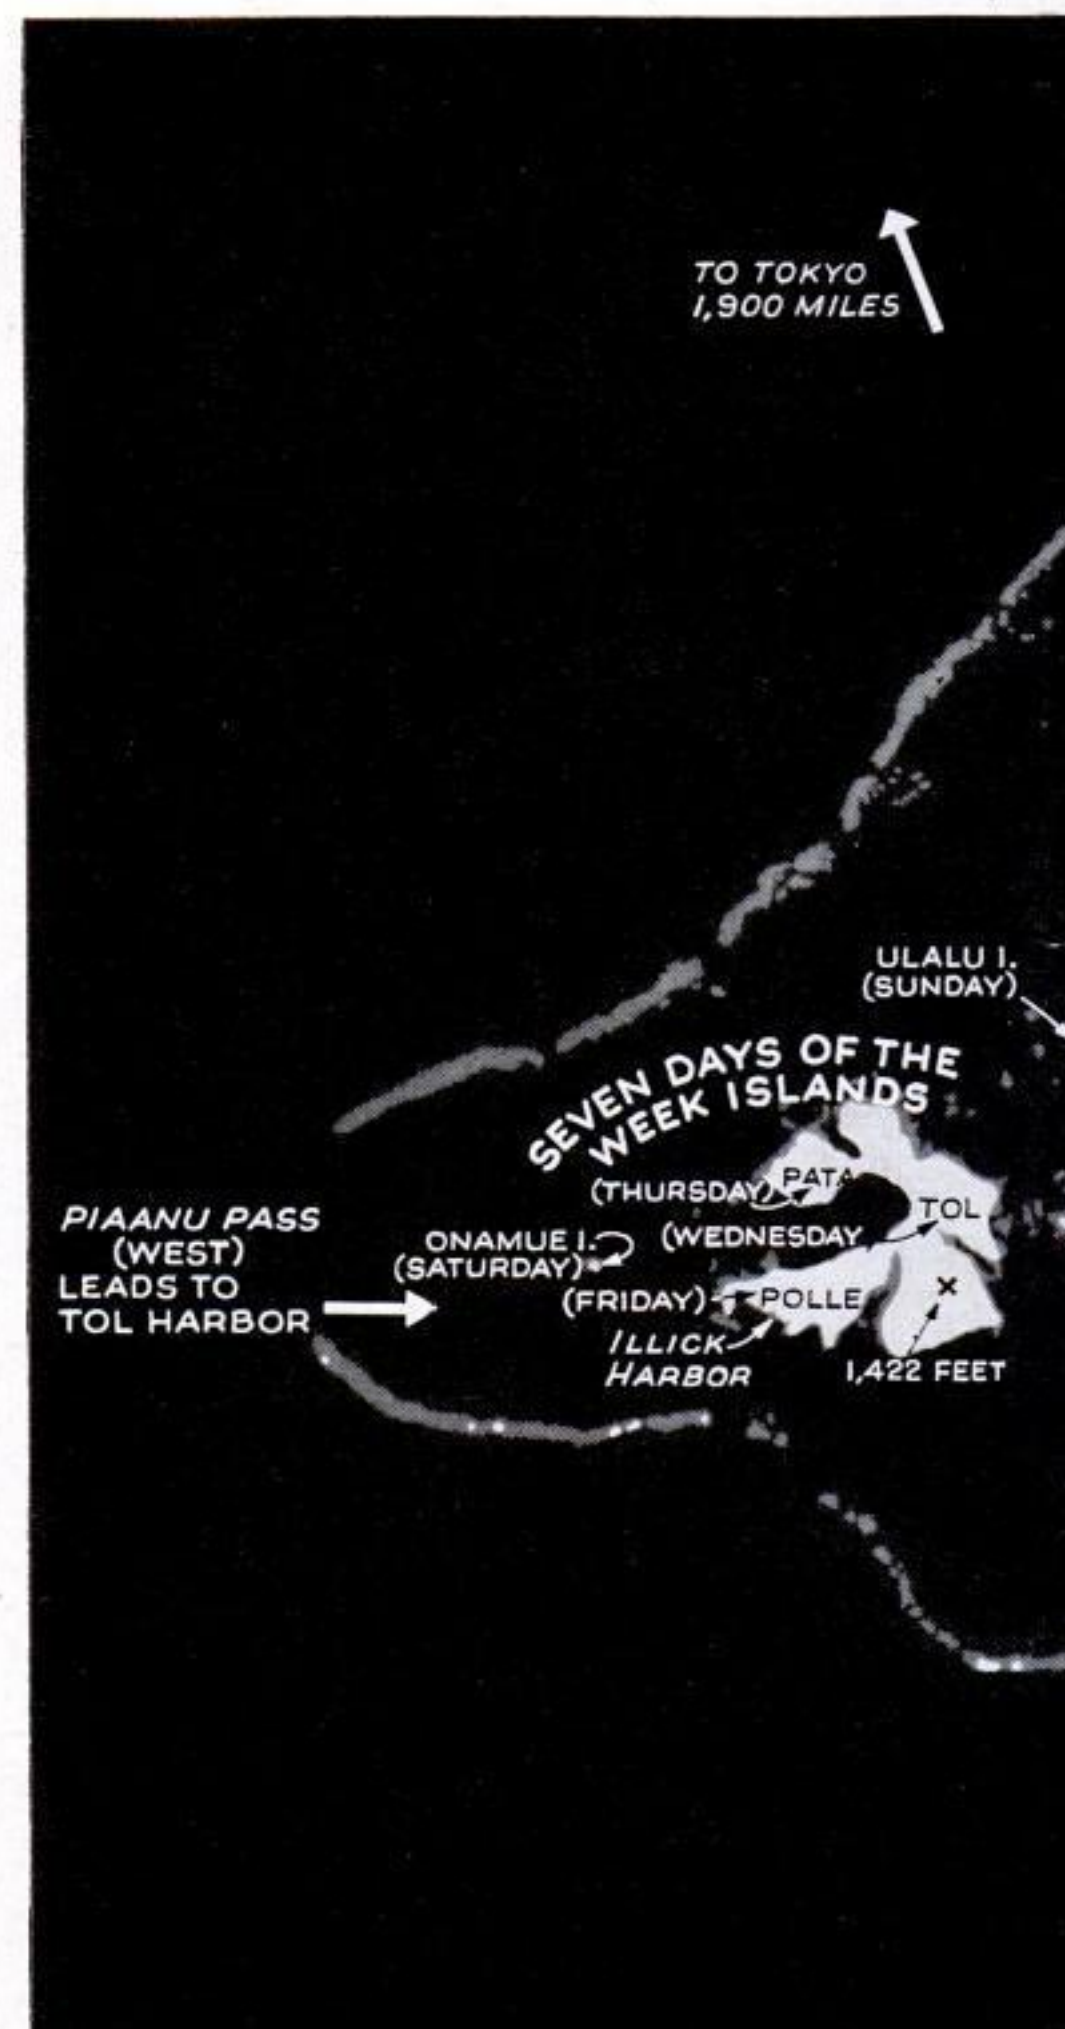 TO TOKYO
1,900 MILES
ULALU I.
(SUNDAY)
SEVEN DAYS OF THE
WEEK ISLANDS
(THURSDAY)
PATA
PIAANU PASS
(WEST)
LEADS TO
TOL HARBOR
ONAMUE I.
(SATURDAY)
(WEDNESDAY
TOL
(FRIDAY)
POLLE
ILLICK
HARBOR
X
1,422 FEET